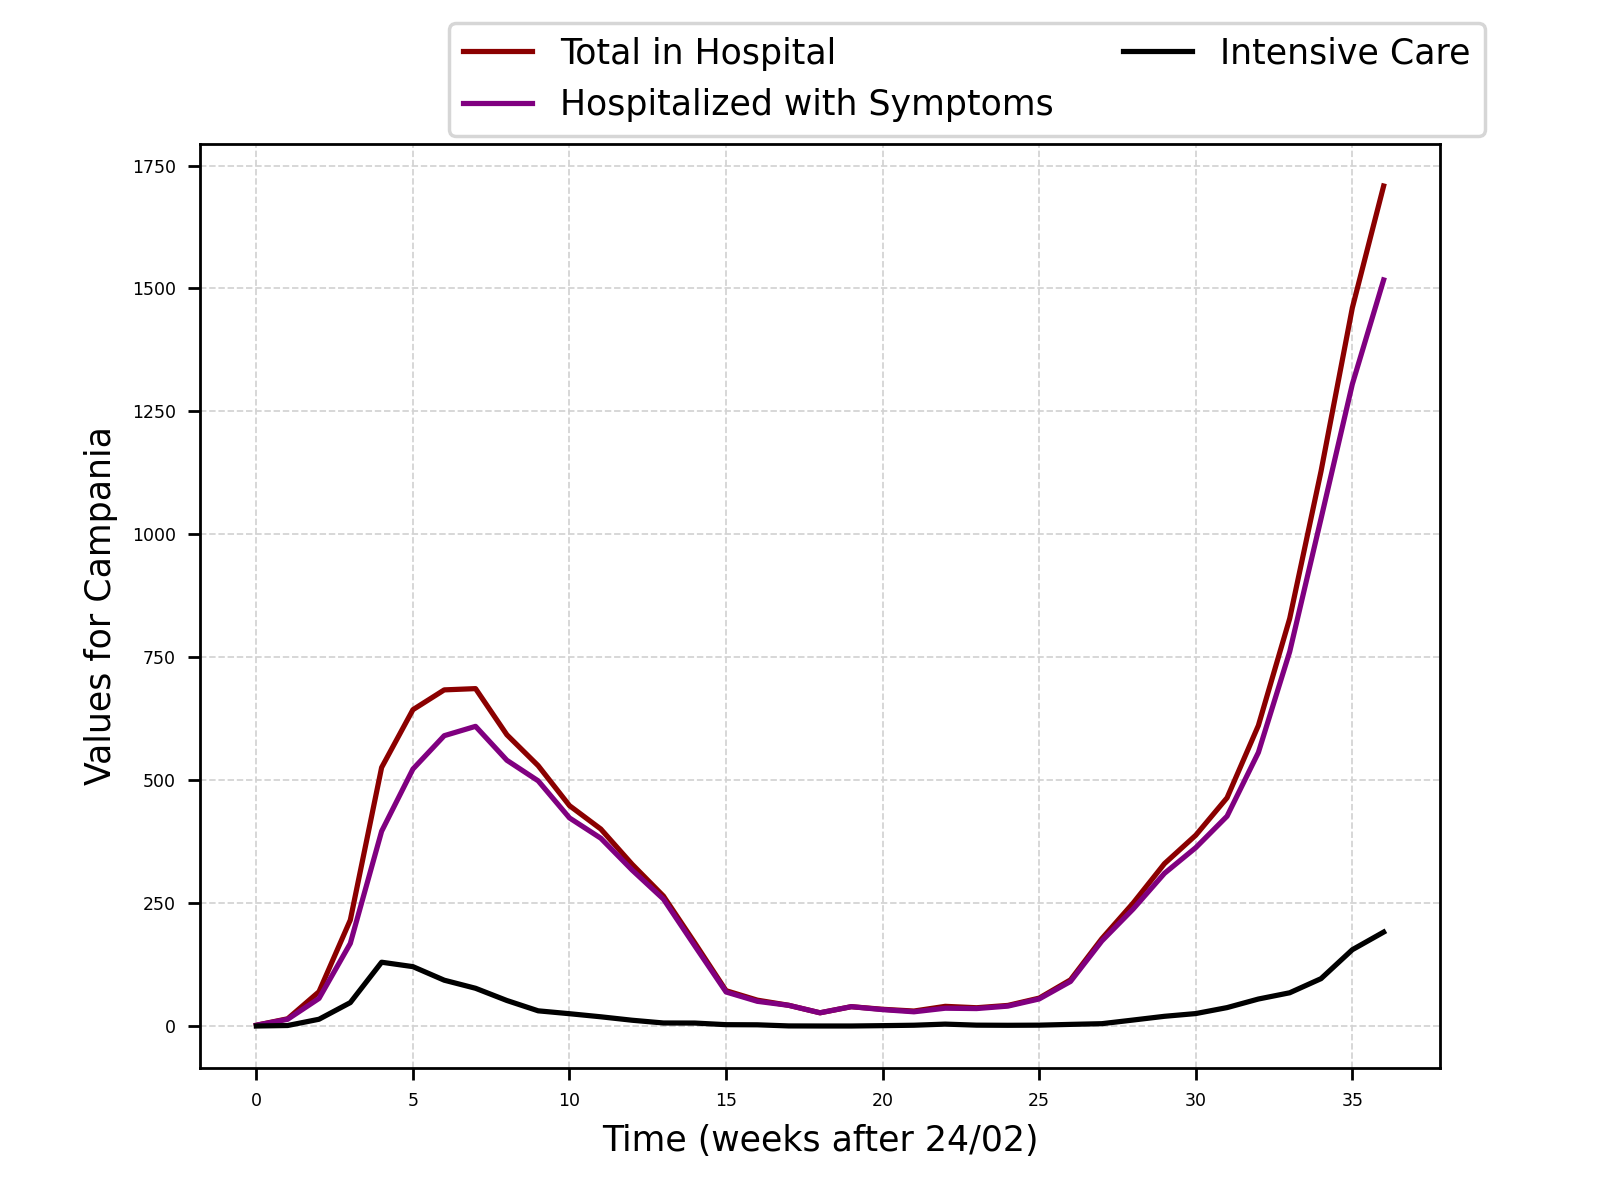 Total in Hospital
Hospitalized with Symptoms
Intensive Care
Values for Campania
1750
1500
1250
1000
750
500
250
0
0 5 10 15 20 25 30 35
Time (weeks after 24/02)